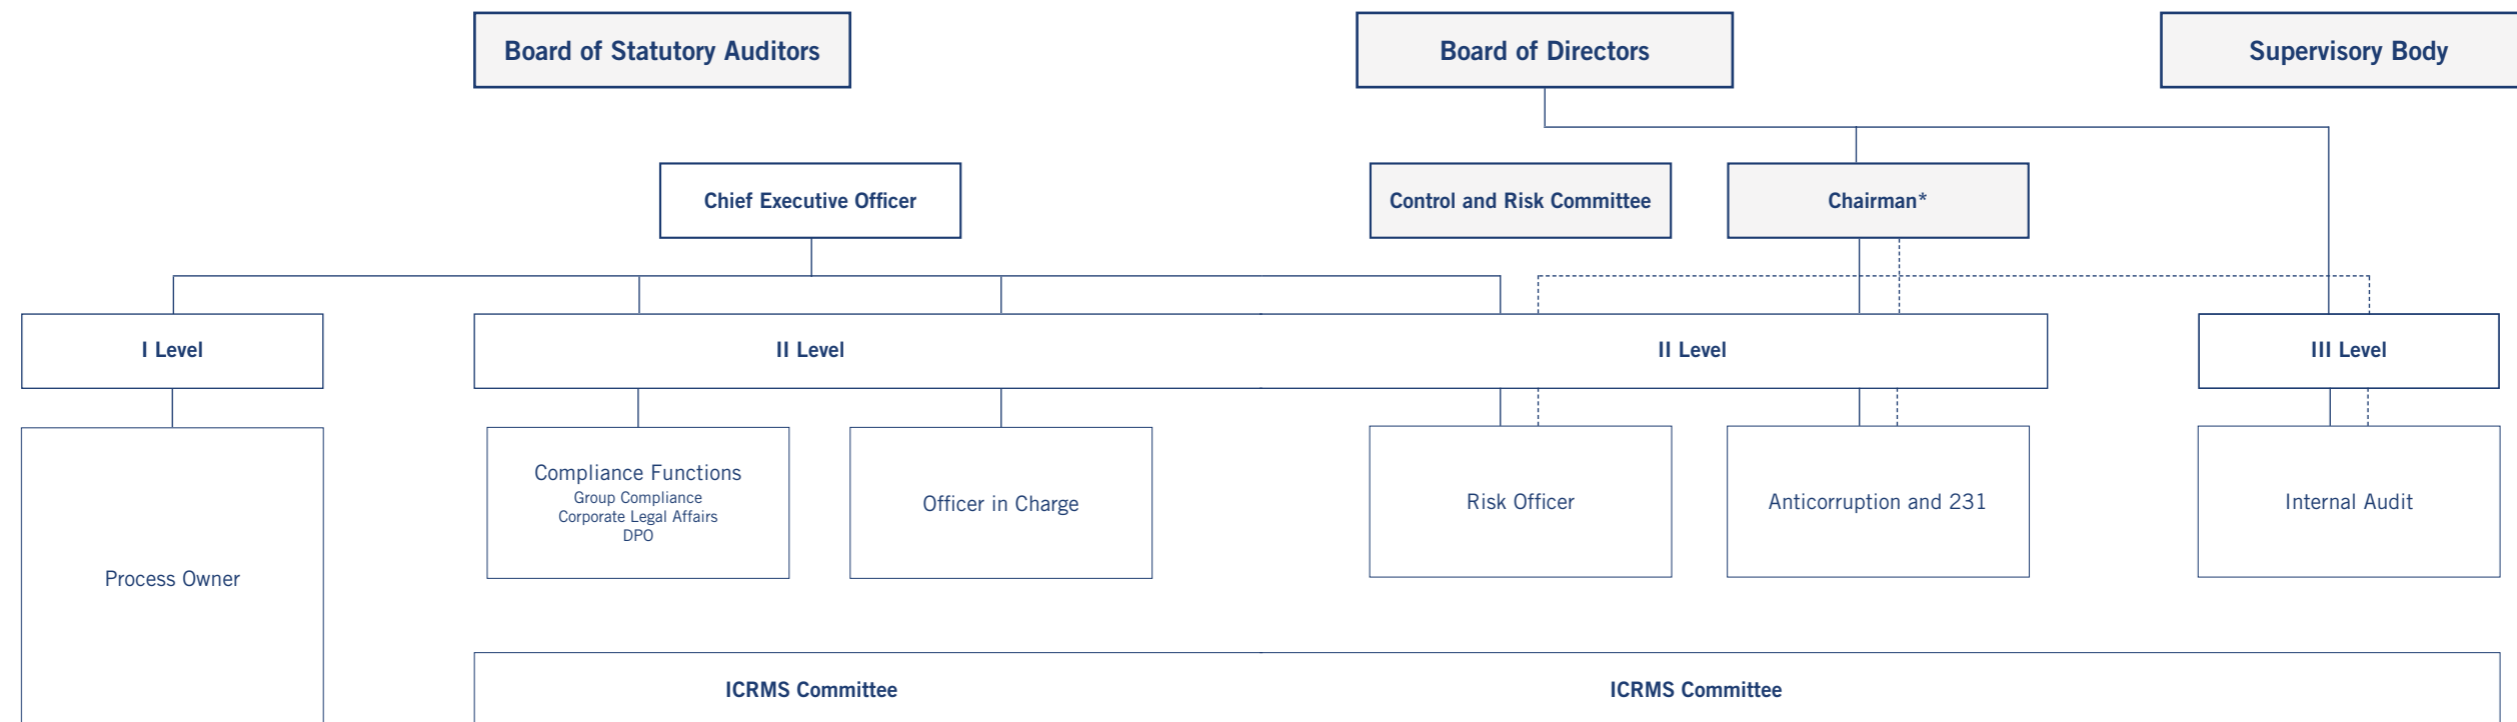 Board of Statutory Auditors
Board of Directors
Supervisory Body
Chief Executive Officer
Control and Risk Committee
Chairman*
I Level
II Level
II Level
III Level
Process Owner
Compliance Functions
Group Compliance
Corporate Legal Affairs
DPO
Officer in Charge
Risk Officer
Anticorruption and 231
Internal Audit
ICRMS Committee
ICRMS Committee